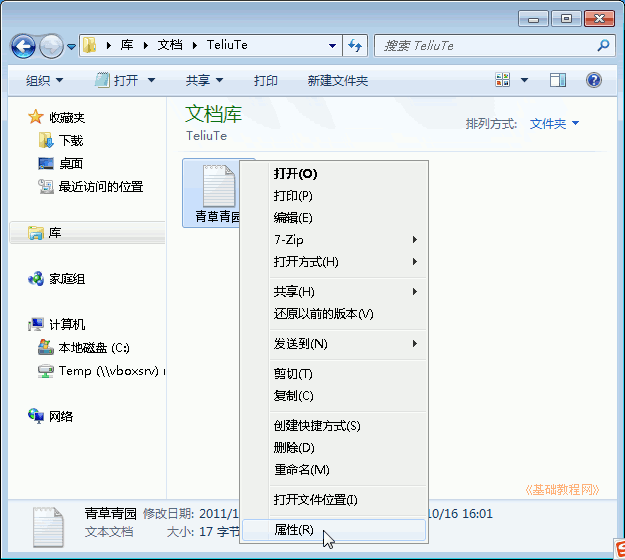 库 文档 TeliuTe
搜索 TeliuTe
组织 打开 共享 打印 新建文件夹
收藏夹
下载
桌面
最近访问的位置
库
家庭组
计算机
本地磁盘 (C:)
Temp (\\vboxsrv)
网络
文档库
TeliuTe
排列方式: 文件夹
青草青园
打开(O)
打印(P)
编辑(E)
7-Zip
打开方式(H)
共享(H)
还原以前的版本(V)
发送到(N)
剪切(T)
复制(C)
创建快捷方式(S)
删除(D)
重命名(M)
打开文件位置(I)
属性(R)
《基础教程网》
青草青园 修改日期: 2011/1 0/16 16:01
文本文档 大小: 17 字节